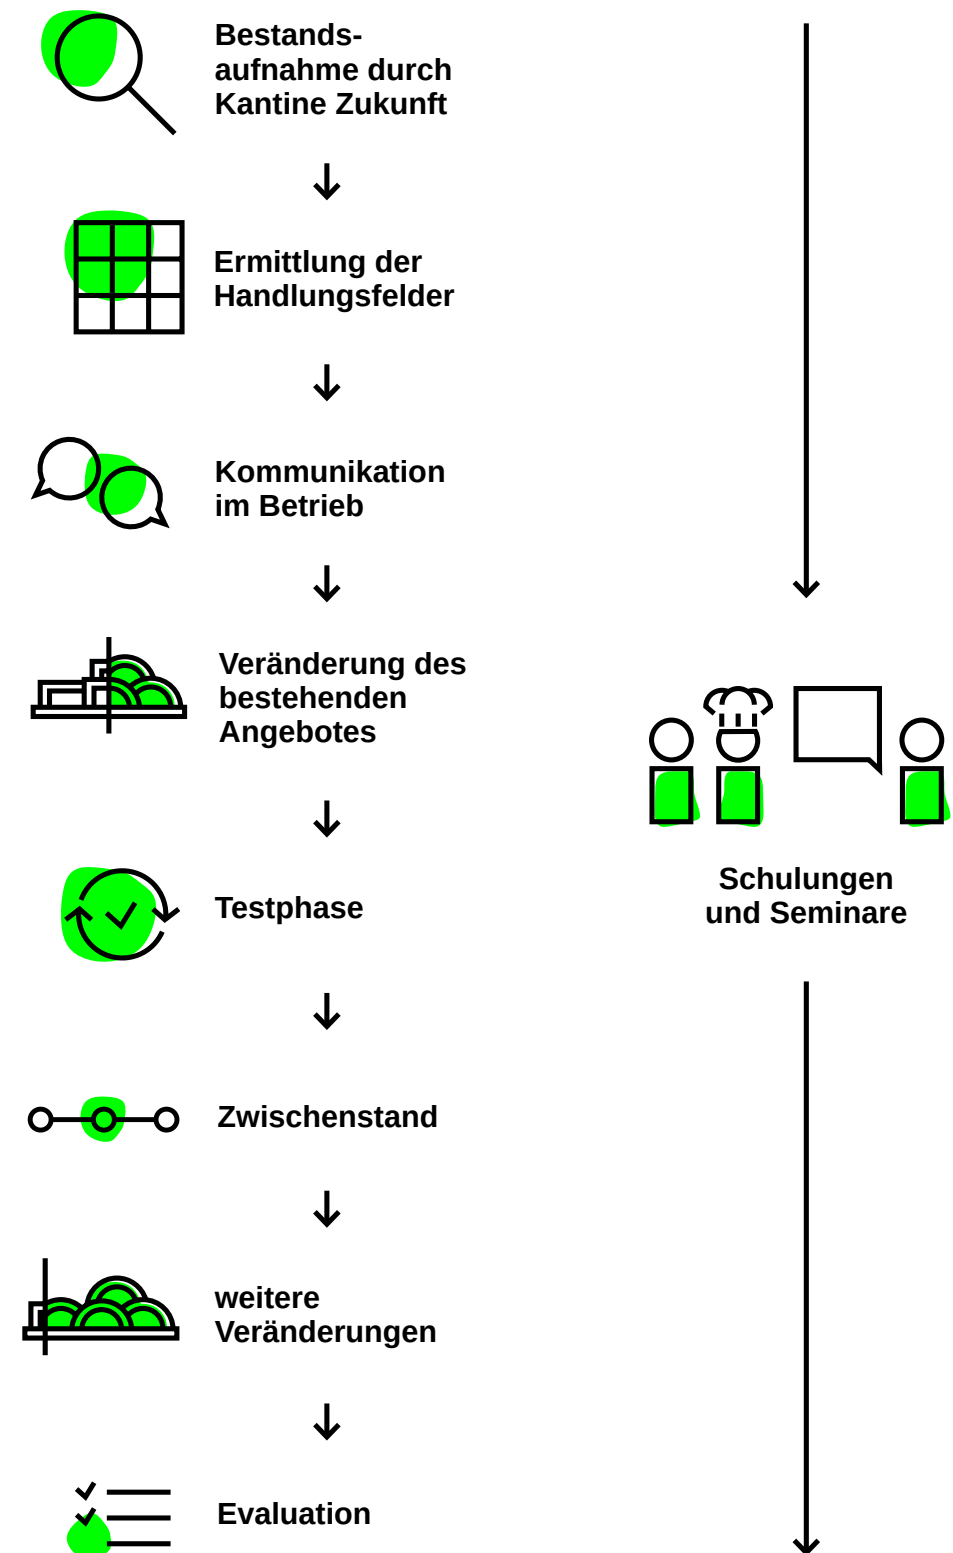 Bestands-
aufnahme durch
Kantine Zukunft
Ermittlung der
Handlungsfelder
Kommunikation
im Betrieb
Veränderung des
bestehenden
Angebotes
Testphase
Zwischenstand
weitere
Veränderungen
Evaluation
Schulungen
und Seminare